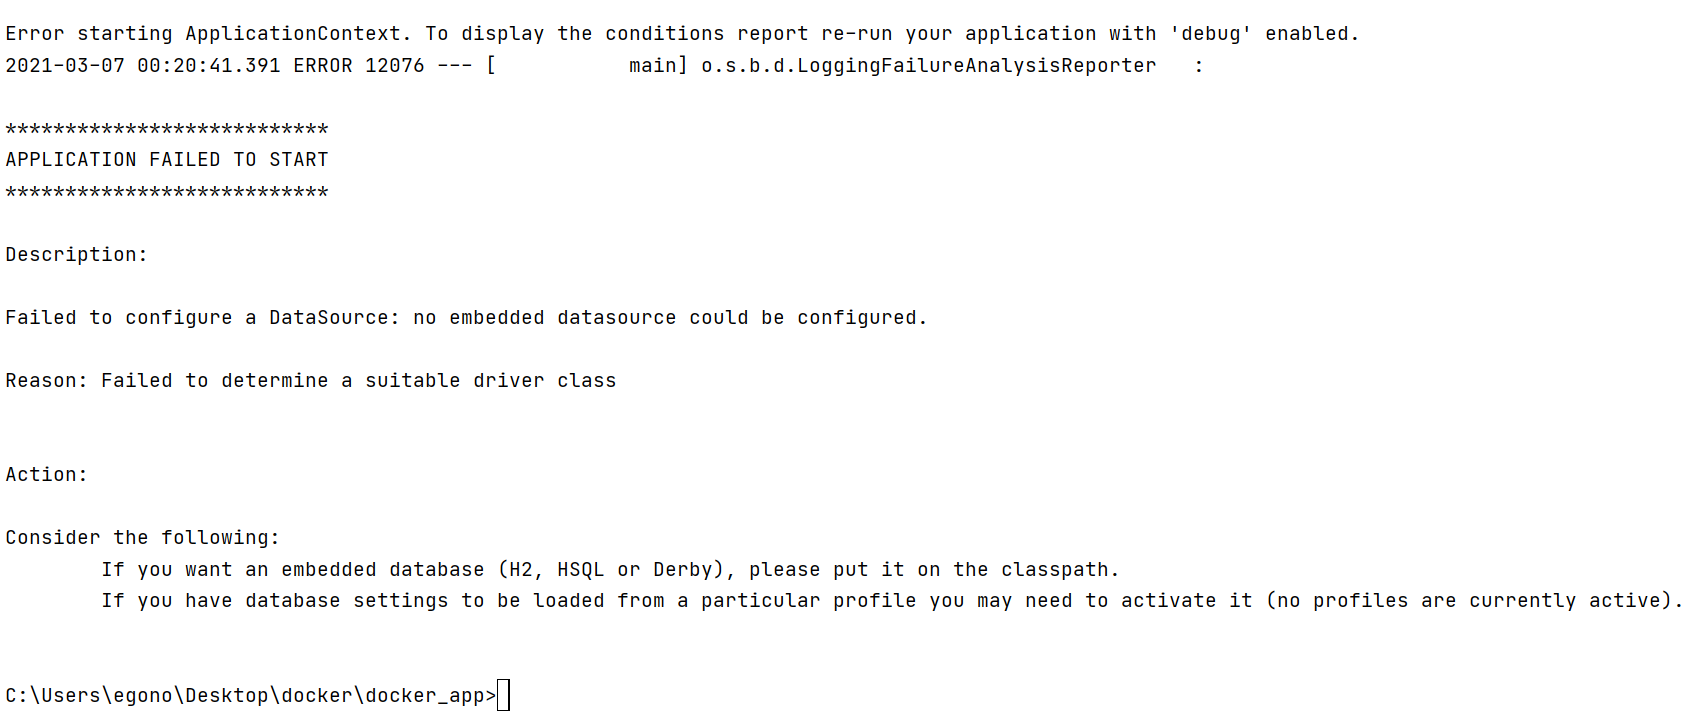 Error starting ApplicationContext. To display the conditions report re-run your application with 'debug' enabled.
2021-03-07 00:20:41.391 ERROR 12076 --- [           main] o.s.b.d.LoggingFailureAnalysisReporter   :
***************************
APPLICATION FAILED TO START
***************************
Description:
Failed to configure a DataSource: no embedded datasource could be configured.
Reason: Failed to determine a suitable driver class
Action:
Consider the following:
        If you want an embedded database (H2, HSQL or Derby), please put it on the classpath.
        If you have database settings to be loaded from a particular profile you may need to activate it (no profiles are currently active).
C:\Users\egono\Desktop\docker\docker_app>